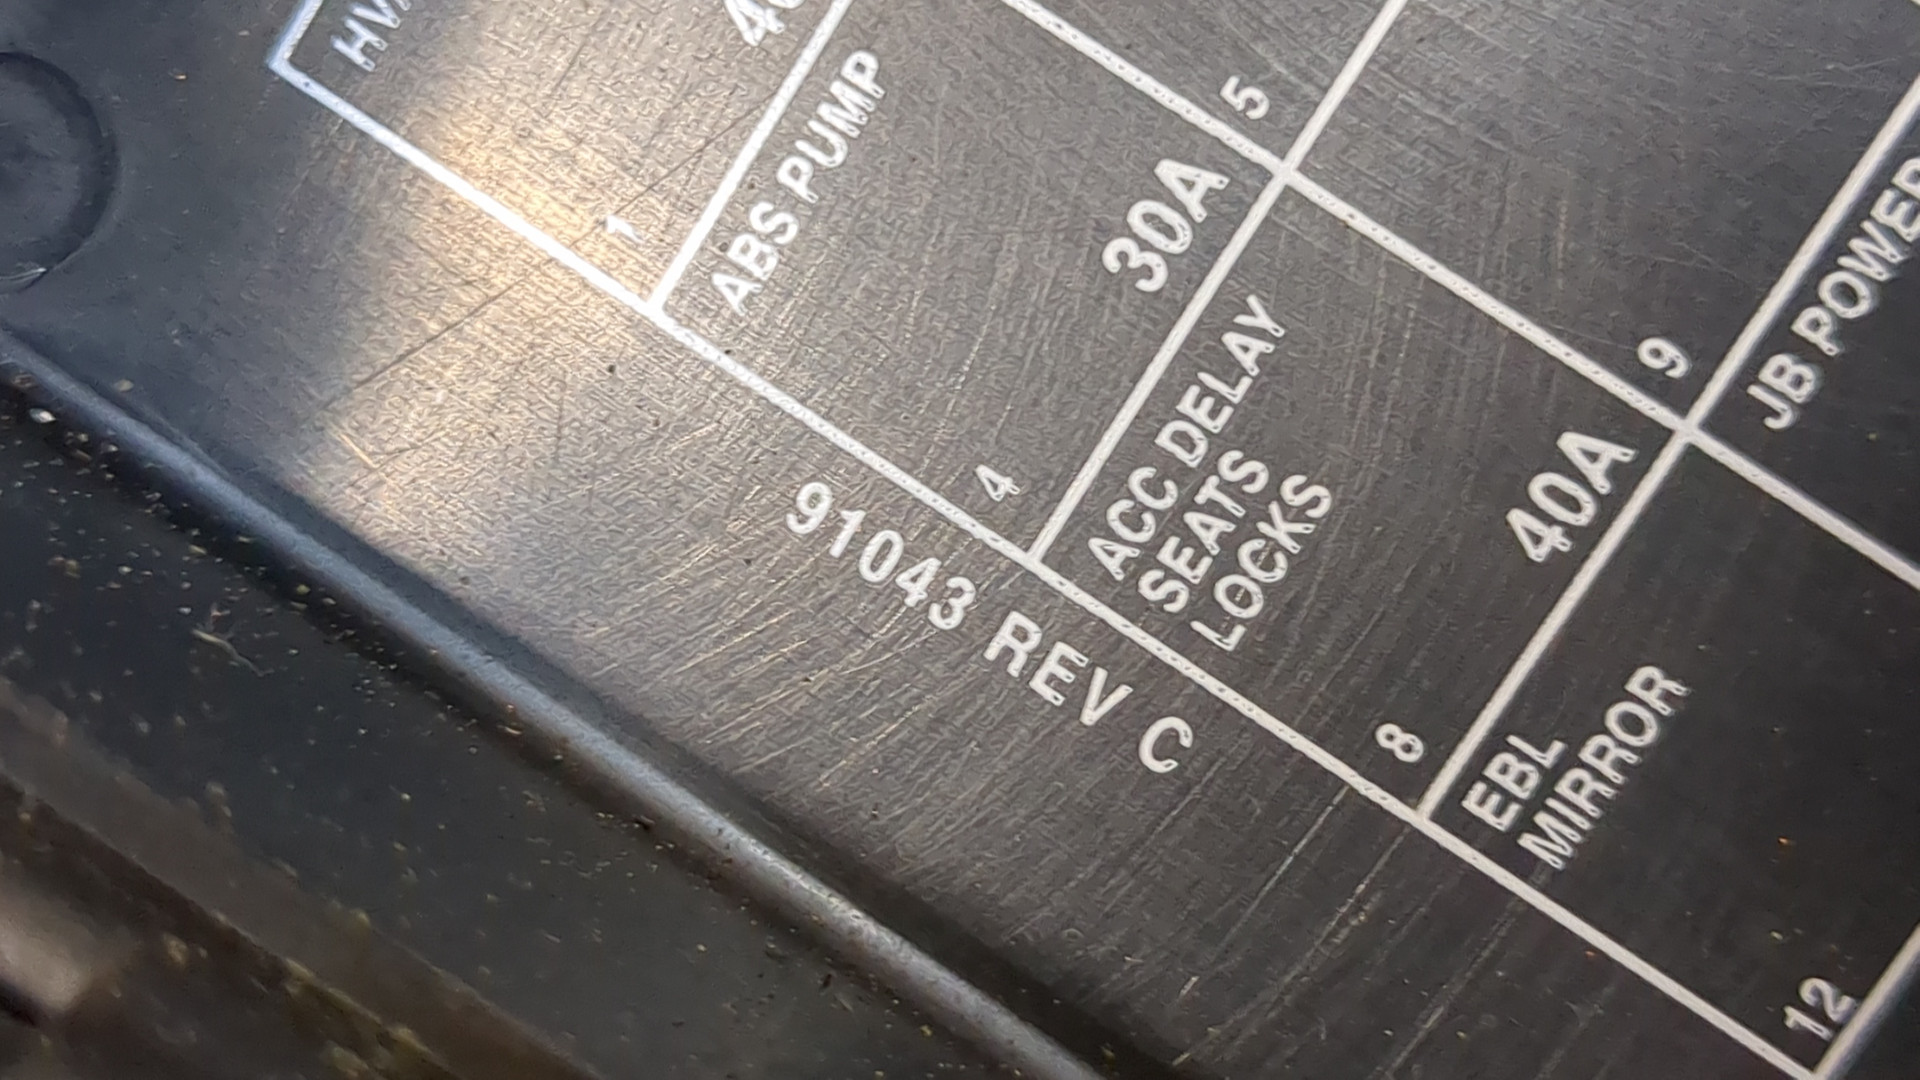 1
ABS PUMP
30A
4
5
ACC DELAY
SEATS
LOCKS
40A
8
9
EBL
MIRROR
12
JB POWER
91043 REV C